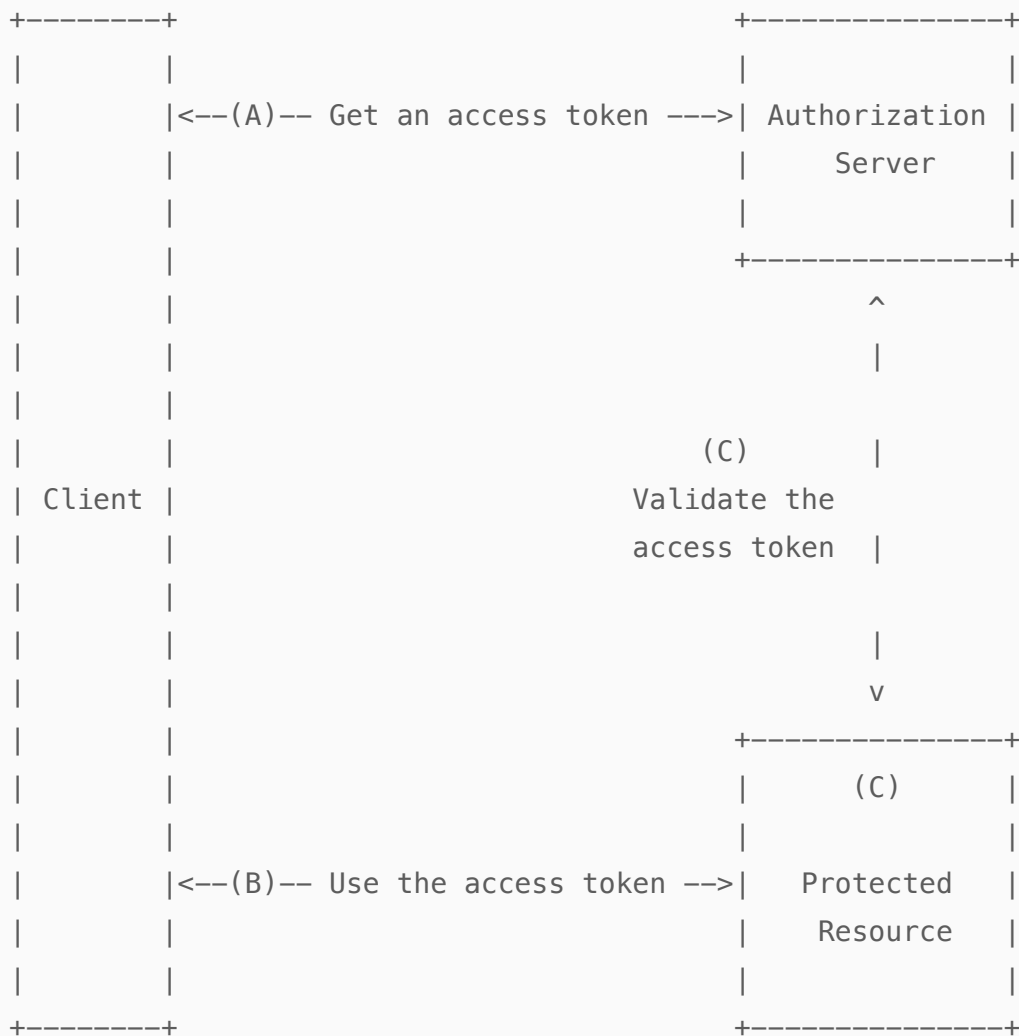 <--(A)-- Get an access token --->
Authorization
Server
(C)
Client
Validate the
access token
(C)
<--(B)-- Use the access token -->
Protected
Resource